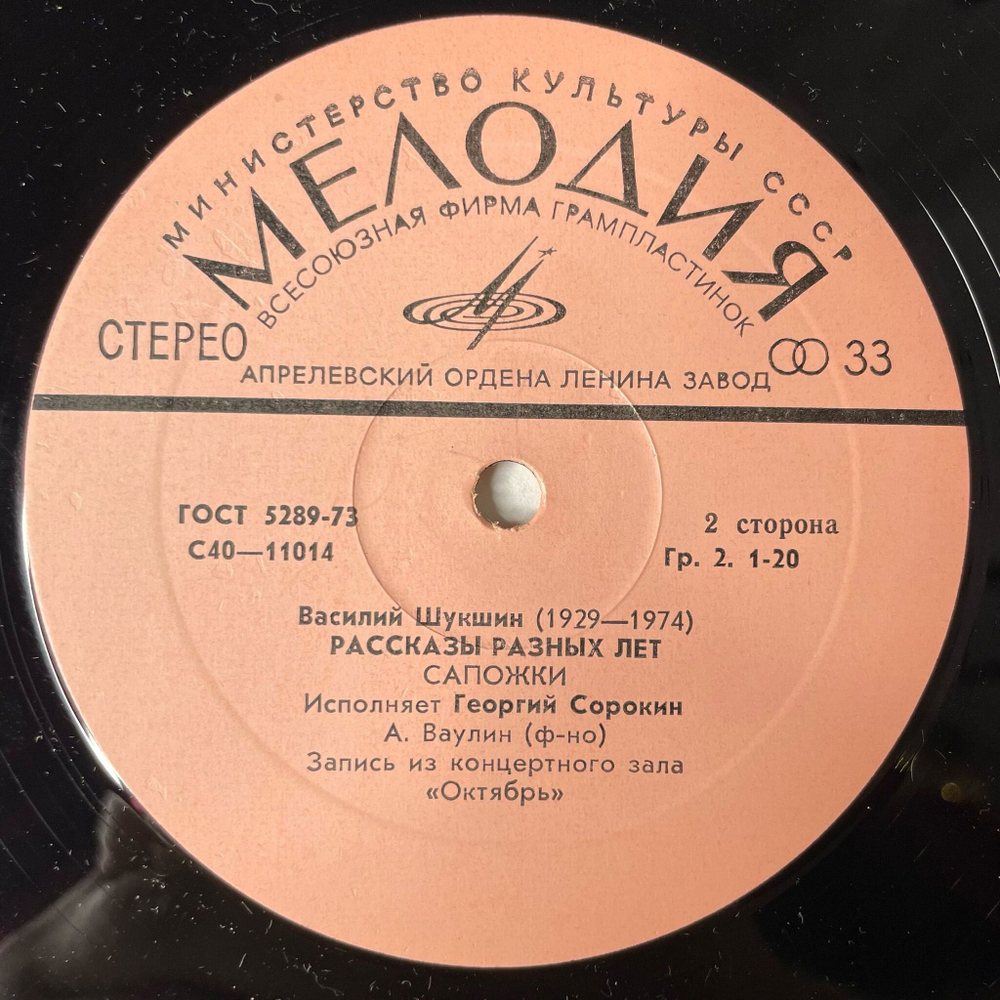 МИНИСТЕРСТВО КУЛЬТУРЫ СССР
МЕЛОДИЯ
ВСЕСОЮЗНАЯ ФИРМА ГРАМПЛАСТИНОК
СТЕРЕО
33
АПРЕЛЕВСКИЙ ОРДЕНА ЛЕНИНА ЗАВОД
ГОСТ 5289-73
2 сторона
С40—11014
Гр. 2. 1-20
Василий Шукшин (1929—1974)
РАССКАЗЫ РАЗНЫХ ЛЕТ
САПОЖКИ
Исполняет Георгий Сорокин
А. Ваулин (ф-но)
Запись из концертного зала
«Октябрь»